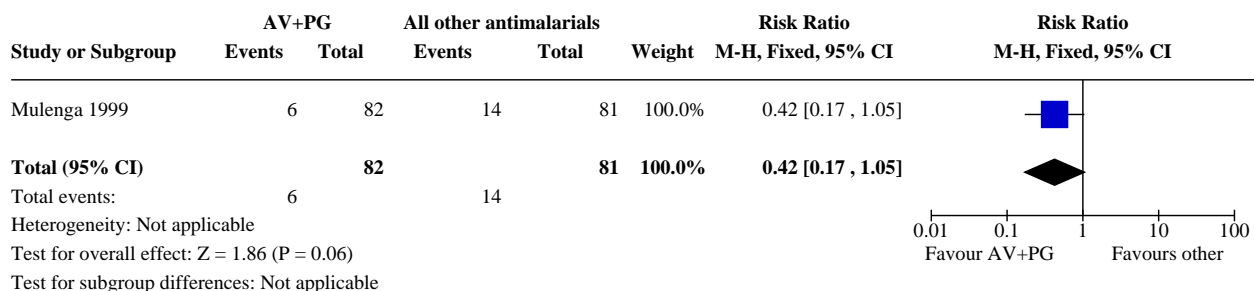 AV+PG All other antimalarials Risk Ratio Risk Ratio
Study or Subgroup Events Total Events Total Weight M-H, Fixed, 95% CI M-H, Fixed, 95% CI
Mulenga 1999 6 82 14 81 100.0% 0.42 [0.17 , 1.05]
Total (95% CI) 82 81 100.0% 0.42 [0.17 , 1.05]
Total events: 6 14
Heterogeneity: Not applicable
0.01 0.1 1 10 100
Test for overall effect: Z = 1.86 (P = 0.06) Favour AV+PG Favours other
Test for subgroup differences: Not applicable